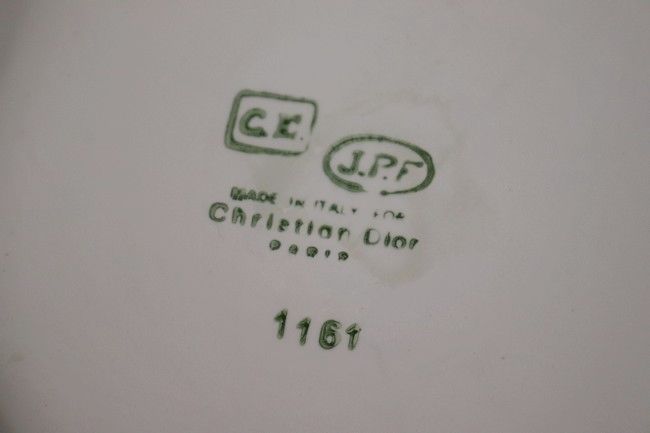 C.E.
J.P.F
MADE IN ITALY FOR
Christian Dior
PARIS
1161